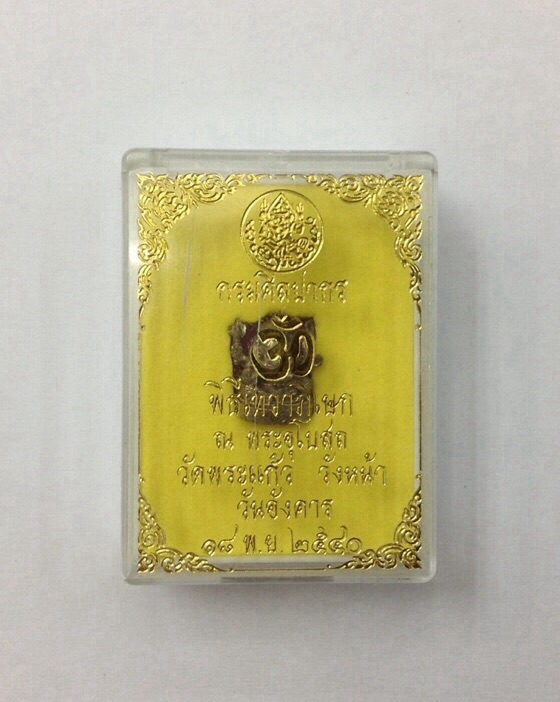 กรมศิลปากร
พิธีเทวาภิเษก
ณ พระอุโบสถ
วัดพระแก้ว วังหน้า
วันอังคาร
๑๘ พ.ย. ๒๕๔๐